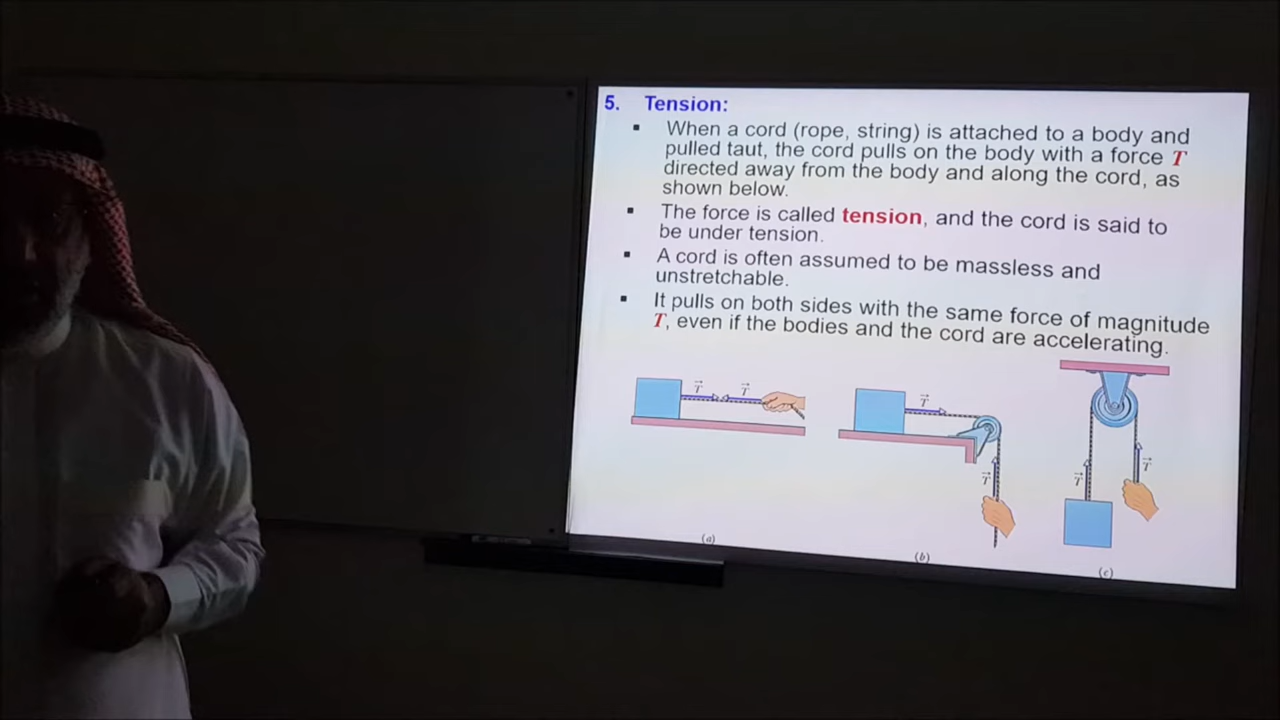 5. Tension:
▪ When a cord (rope, string) is attached to a body and
pulled taut, the cord pulls on the body with a force T
directed away from the body and along the cord, as
shown below.
▪ The force is called tension, and the cord is said to
be under tension.
▪ A cord is often assumed to be massless and
unstretchable.
▪ It pulls on both sides with the same force of magnitude
T, even if the bodies and the cord are accelerating.
T⃗ T⃗
T⃗
T⃗
T⃗
T⃗
(a)
(b)
(c)